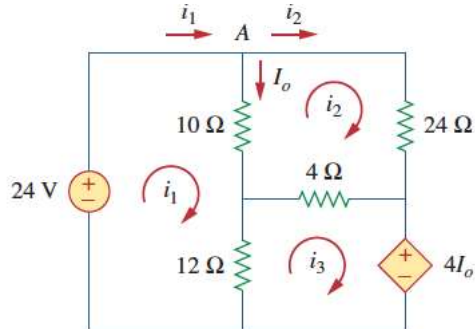 i₁ A i₂
Iₒ
i₂
10 Ω 24 Ω
4 Ω
24 V + − i₁
12 Ω i₃ + − 4Iₒ